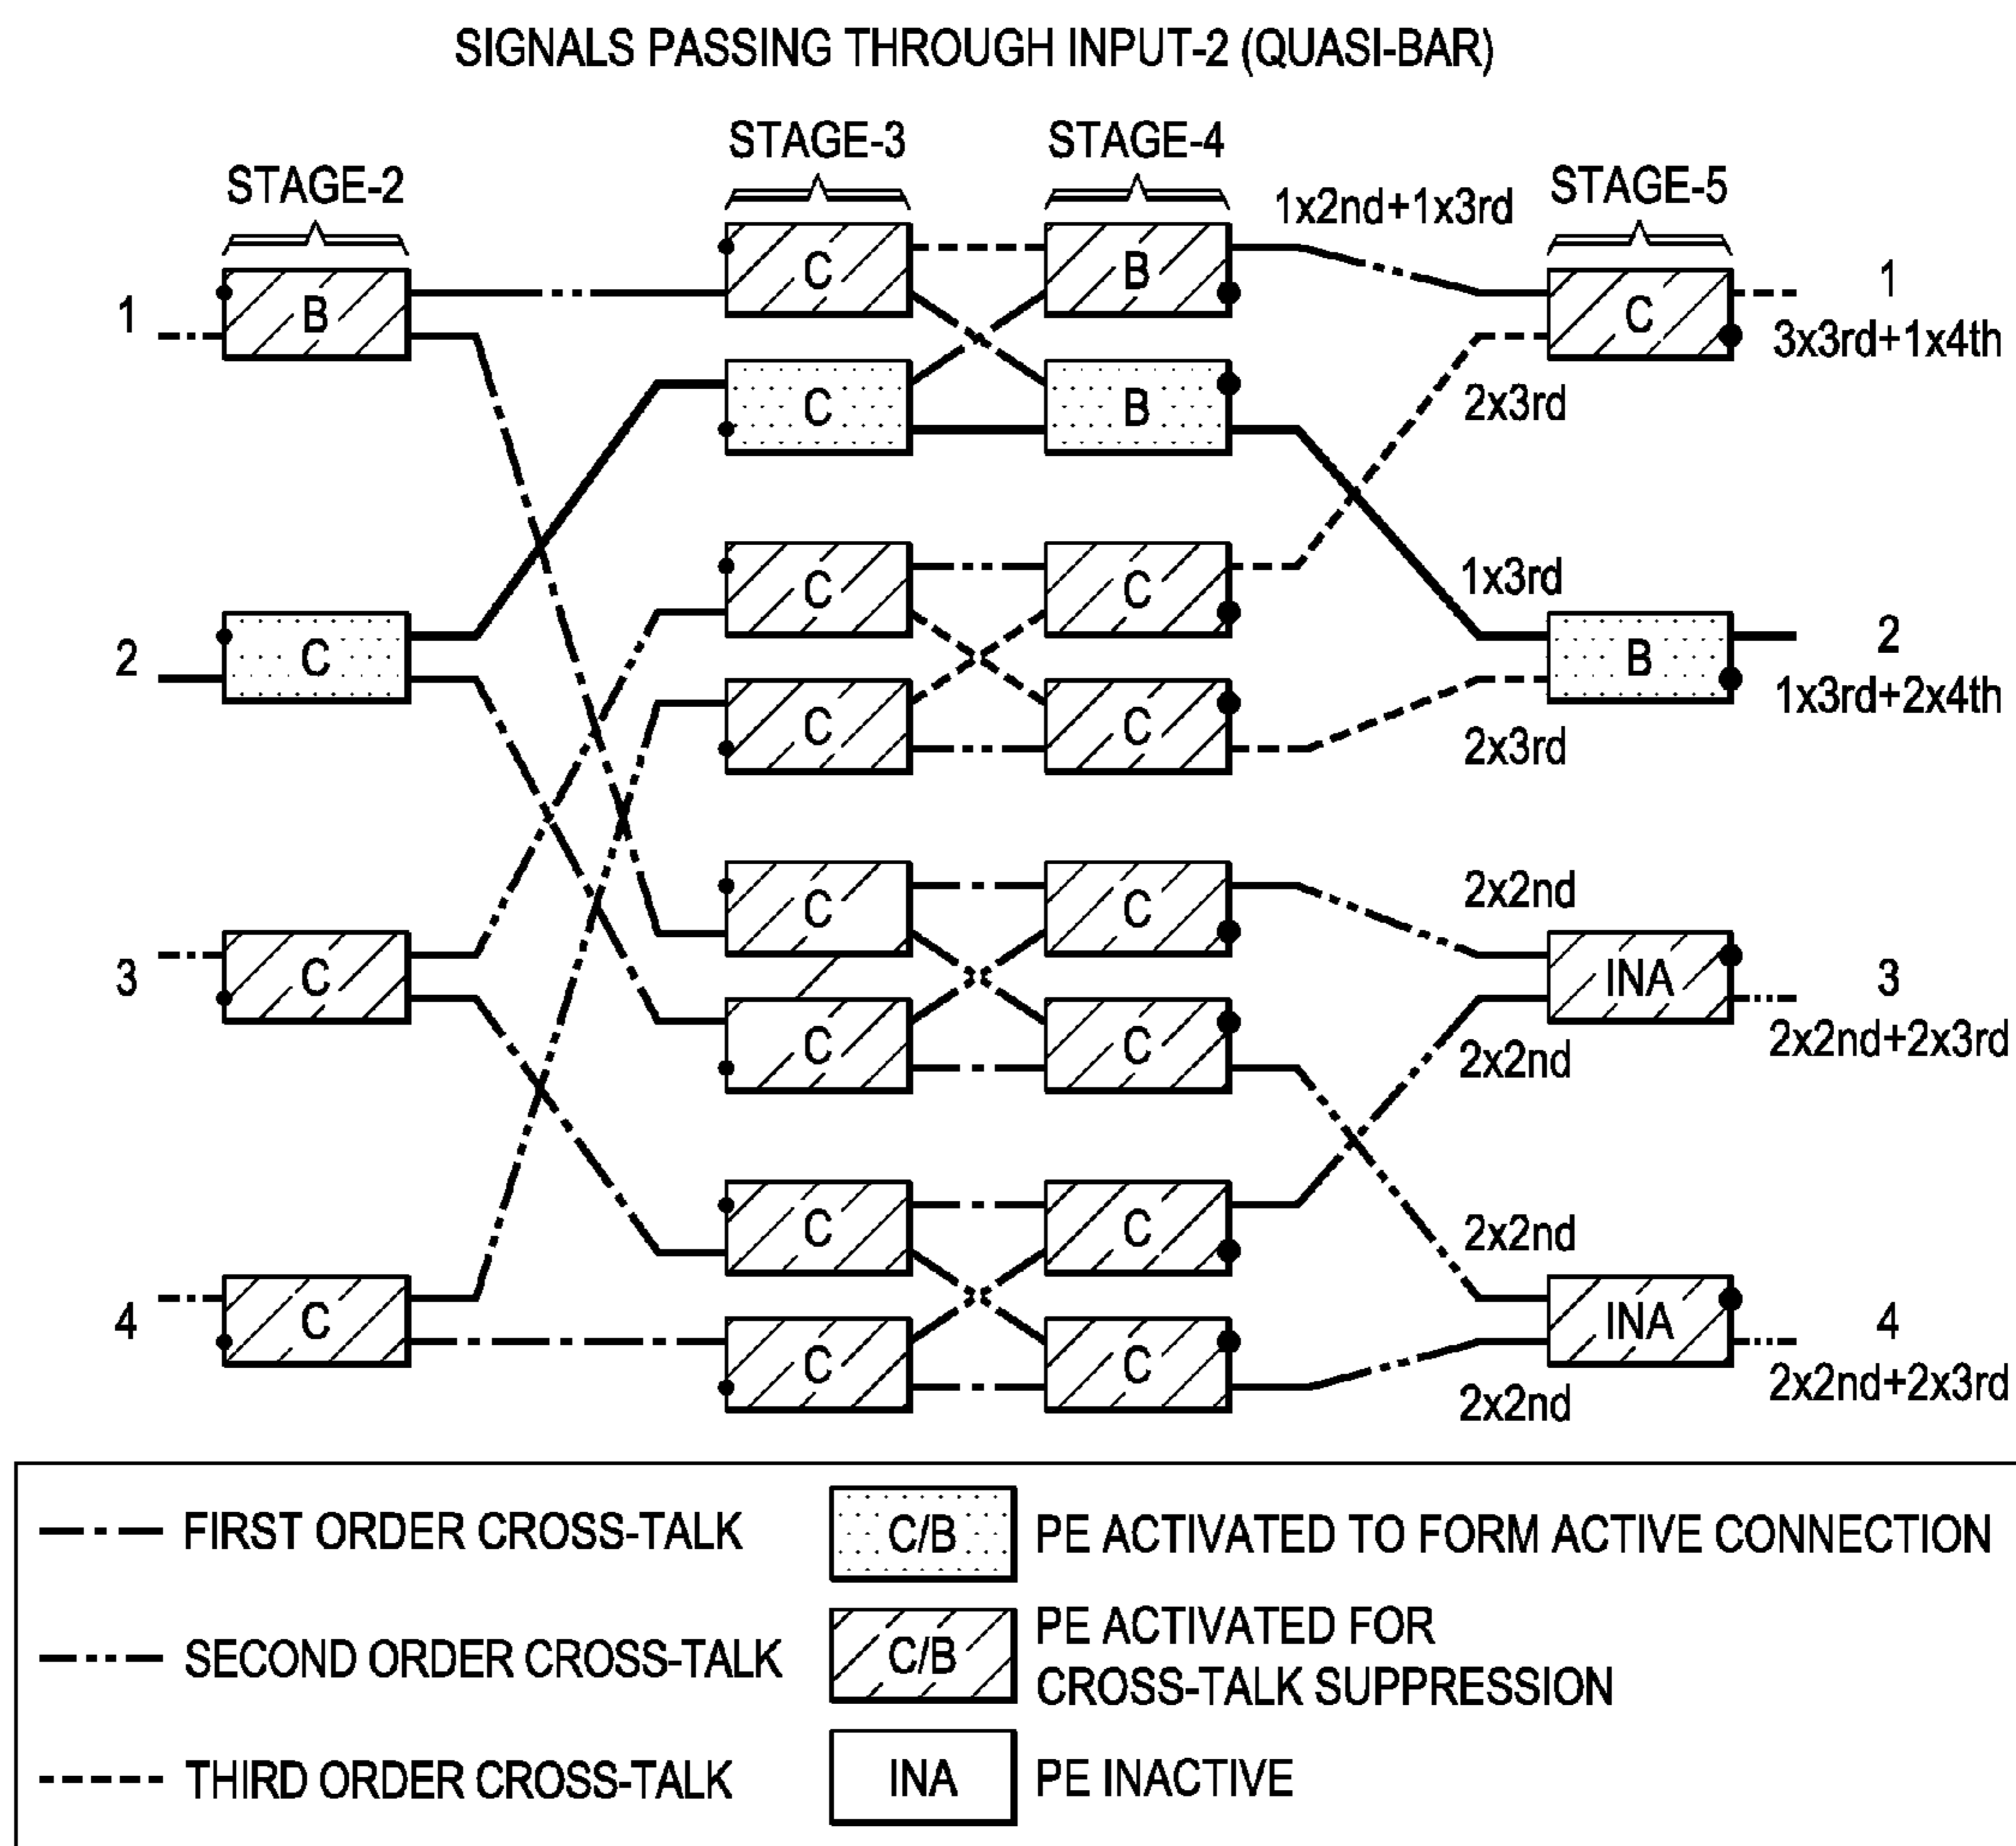 SIGNALS PASSING THROUGH INPUT-2 (QUASI-BAR)
STAGE-2
STAGE-3
STAGE-4
STAGE-5
1x2nd+1x3rd
1
B
C
B
C
1
3x3rd+1x4th
C
B
2x3rd
2
C
C
C
1x3rd
B
2
1x3rd+2x4th
C
C
2x3rd
3
C
C
C
2x2nd
INA
3
2x2nd+2x3rd
C
C
2x2nd
4
C
C
C
2x2nd
INA
4
2x2nd+2x3rd
C
C
2x2nd
FIRST ORDER CROSS-TALK
C/B
PE ACTIVATED TO FORM ACTIVE CONNECTION
SECOND ORDER CROSS-TALK
C/B
PE ACTIVATED FOR
CROSS-TALK SUPPRESSION
THIRD ORDER CROSS-TALK
INA
PE INACTIVE